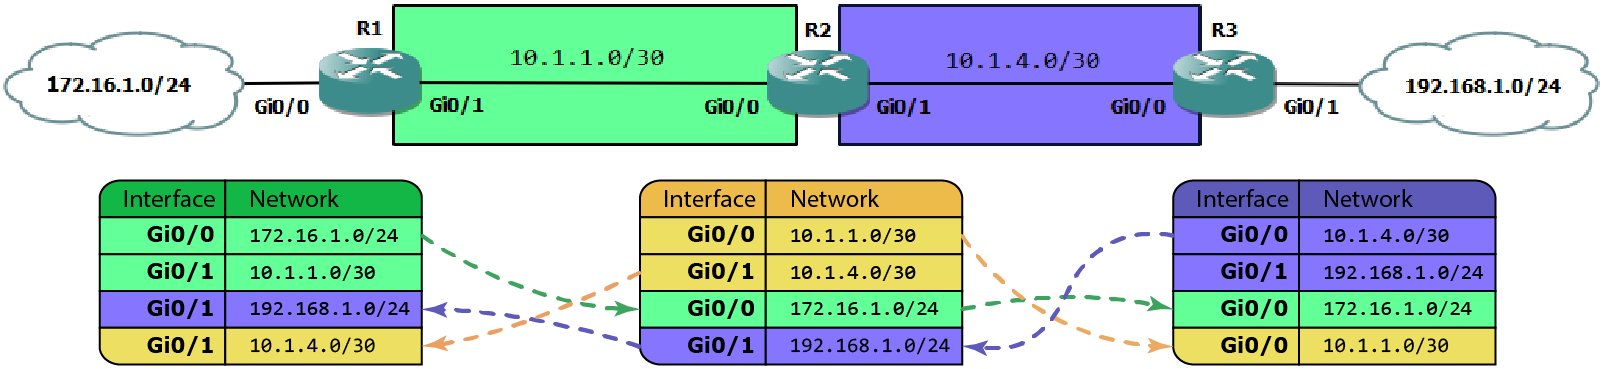 R1
R2
R3
172.16.1.0/24
10.1.1.0/30
10.1.4.0/30
192.168.1.0/24
Gi0/0
Gi0/1
Gi0/0
Gi0/1
Gi0/0
Gi0/1
Interface Network
Gi0/0 172.16.1.0/24
Gi0/1 10.1.1.0/30
Gi0/1 192.168.1.0/24
Gi0/1 10.1.4.0/30
Interface Network
Gi0/0 10.1.1.0/30
Gi0/1 10.1.4.0/30
Gi0/0 172.16.1.0/24
Gi0/1 192.168.1.0/24
Interface Network
Gi0/0 10.1.4.0/30
Gi0/1 192.168.1.0/24
Gi0/0 172.16.1.0/24
Gi0/0 10.1.1.0/30